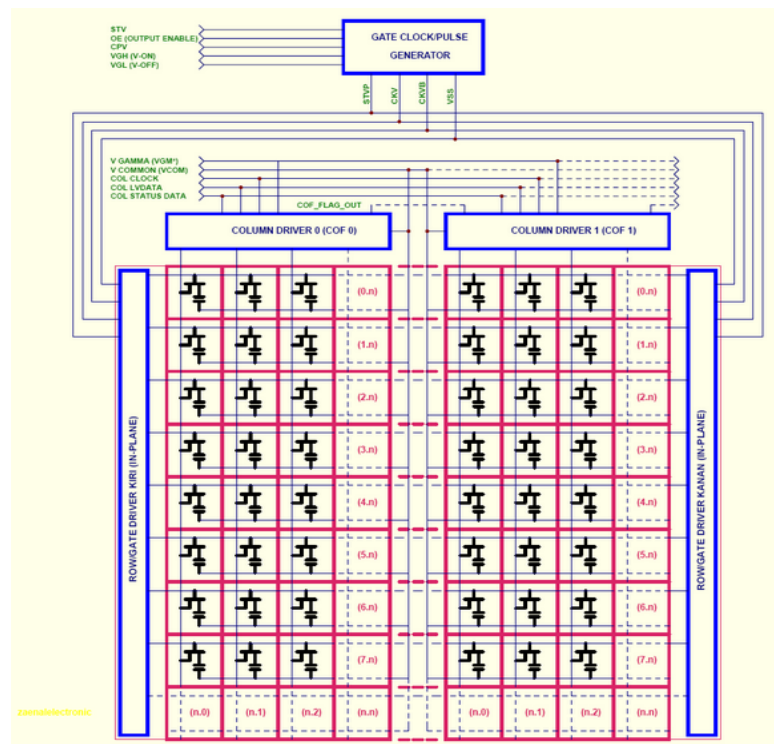 STV
OE (OUTPUT ENABLE)
CPV
VGH (V-ON)
VGL (V-OFF)
GATE CLOCK/PULSE
GENERATOR
STVP
CKV
CKVB
VSS
V GAMMA (VGM*)
V COMMON (VCOM)
COL CLOCK
COL LVDATA
COL STATUS DATA
COF_FLAG_OUT
COLUMN DRIVER 0 (COF 0)
COLUMN DRIVER 1 (COF 1)
ROW/GATE DRIVER KIRI (IN-PLANE)
ROW/GATE DRIVER KANAN (IN-PLANE)
(0.n) (0.n)
(1.n) (1.n)
(2.n) (2.n)
(3.n) (3.n)
(4.n) (4.n)
(5.n) (5.n)
(6.n) (6.n)
(7.n) (7.n)
(n.0) (n.1) (n.2) (n.n) (n.0) (n.1) (n.2) (n.n)